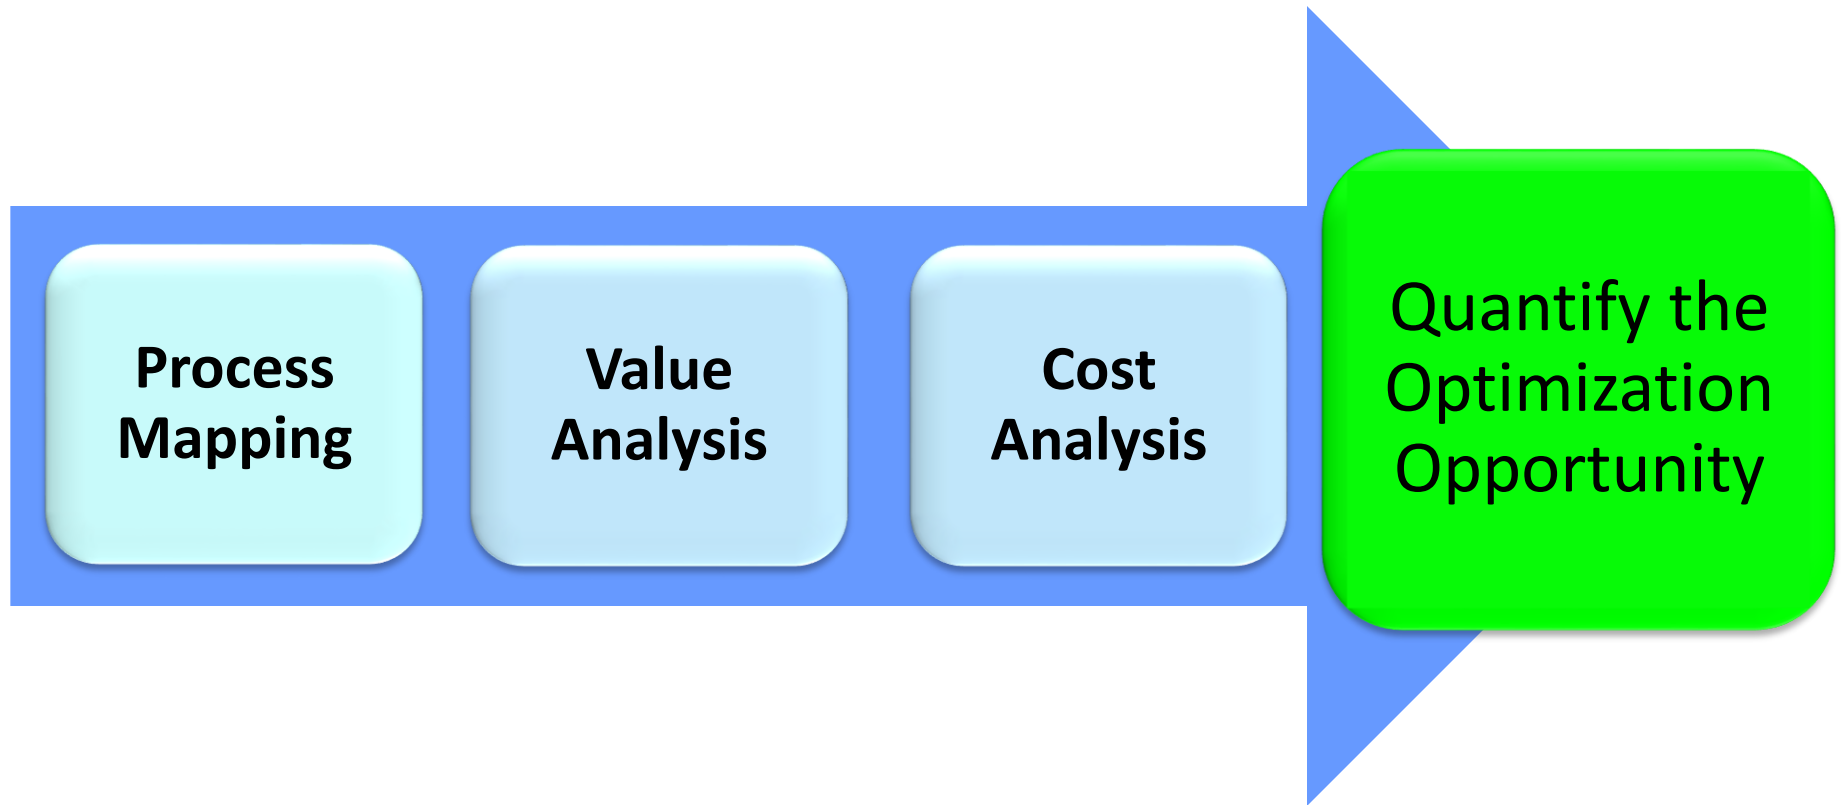 Process
Mapping
Value
Analysis
Cost
Analysis
Quantify the
Optimization
Opportunity